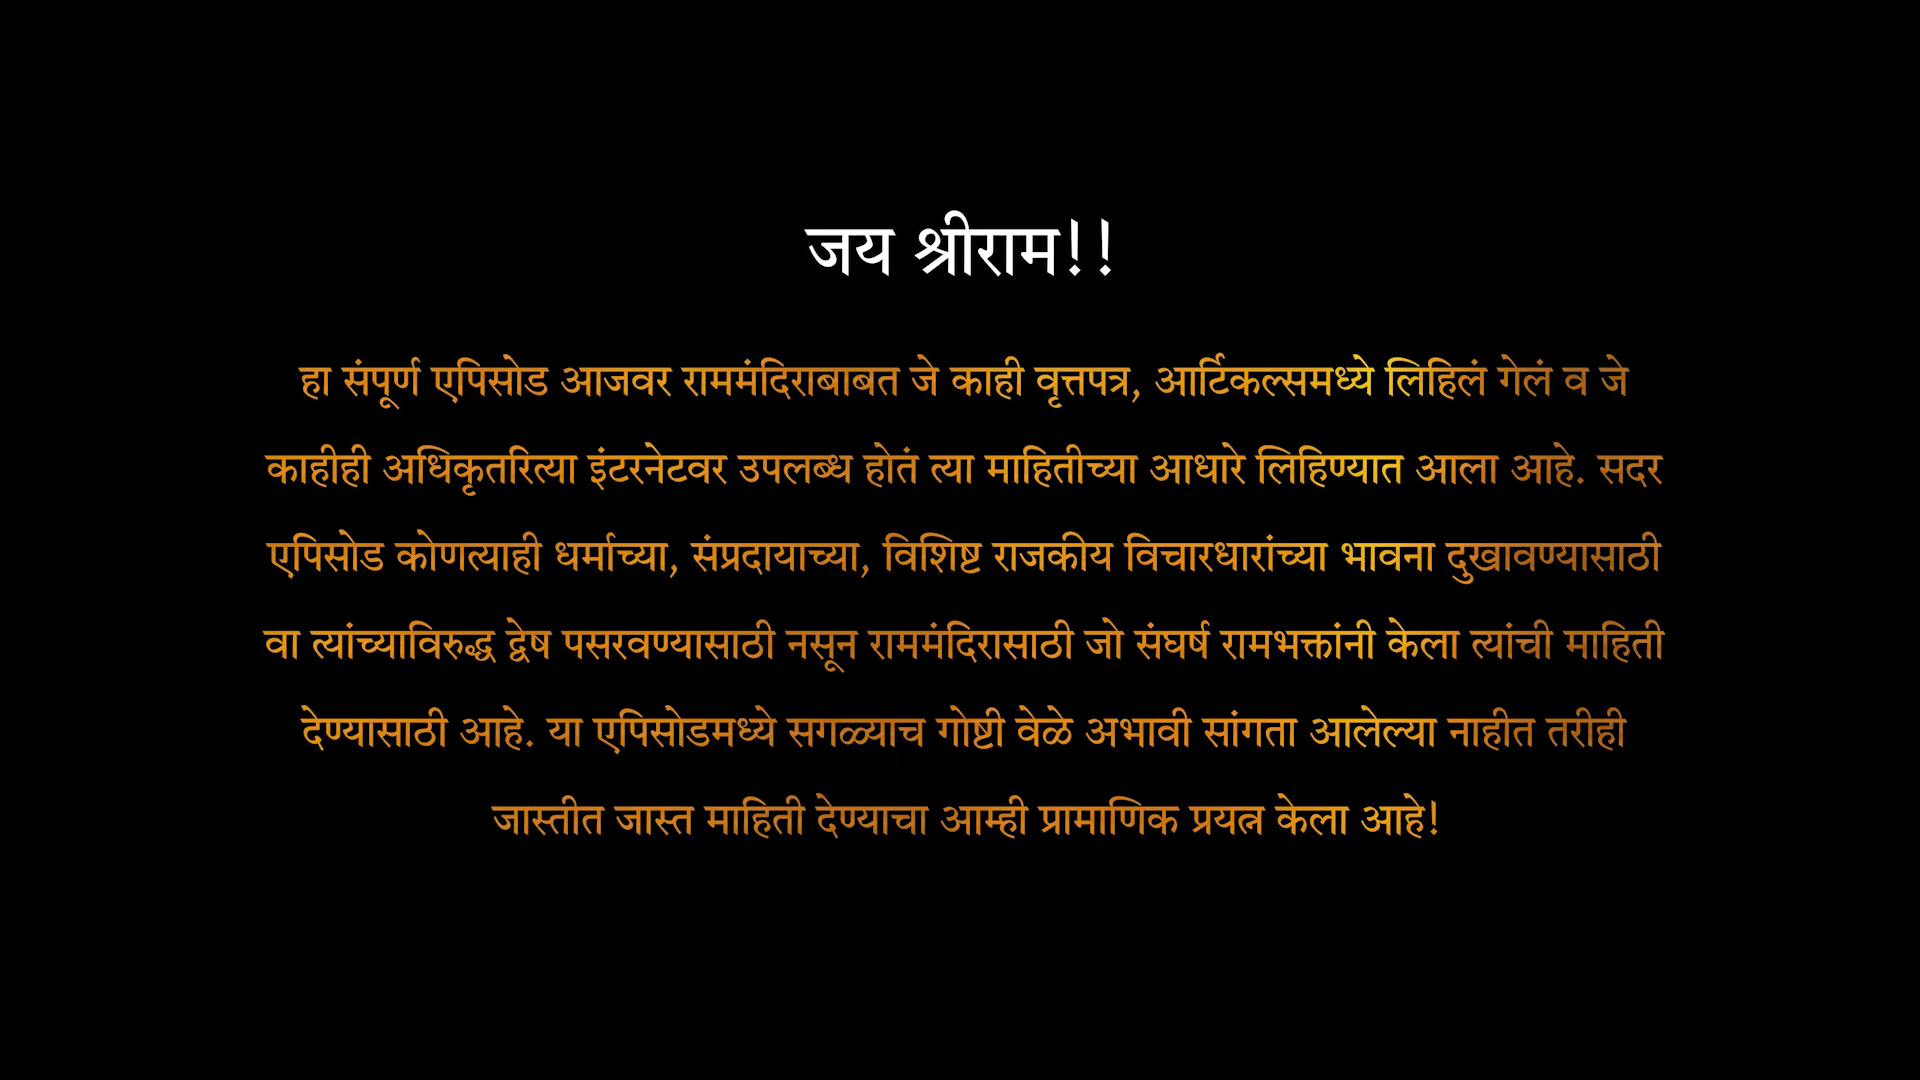 जय श्रीराम!!
हा संपूर्ण एपिसोड आजवर राममंदिराबाबत जे काही वृत्तपत्र, आर्टिकल्समध्ये लिहिलं गेलं व जे
काहीही अधिकृतरित्या इंटरनेटवर उपलब्ध होतं त्या माहितीच्या आधारे लिहिण्यात आला आहे. सदर
एपिसोड कोणत्याही धर्माच्या, संप्रदायाच्या, विशिष्ट राजकीय विचारधारांच्या भावना दुखावण्यासाठी
वा त्यांच्याविरुद्ध द्वेष पसरवण्यासाठी नसून राममंदिरासाठी जो संघर्ष रामभक्तांनी केला त्यांची माहिती
देण्यासाठी आहे. या एपिसोडमध्ये सगळ्याच गोष्टी वेळे अभावी सांगता आलेल्या नाहीत तरीही
जास्तीत जास्त माहिती देण्याचा आम्ही प्रामाणिक प्रयत्न केला आहे!